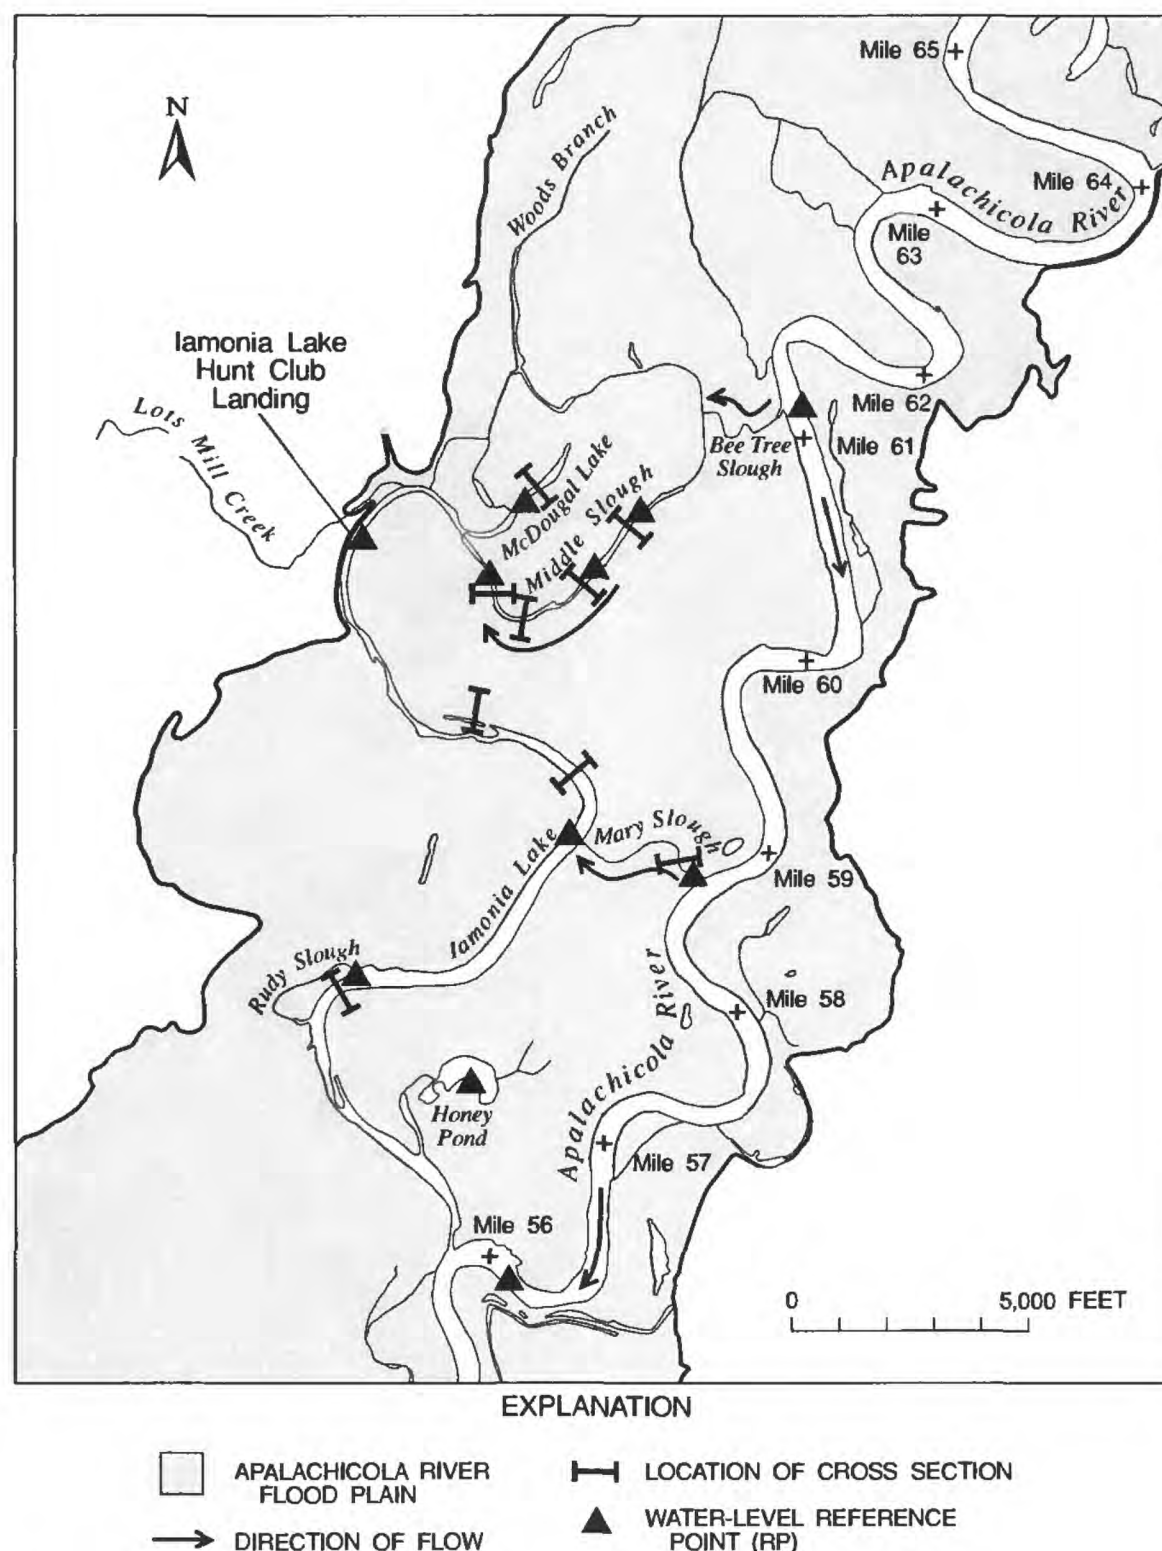 Mile 65
N
Woods Branch
Apalachicola River
Mile 64
Mile
63
Iamonia Lake
Hunt Club
Landing
Lots Mill Creek
Mile 62
Bee Tree
Slough
Mile 61
McDougal Lake
Middle Slough
Mile 60
Mary Slough
Mile 59
Iamonia Lake
Rudy Slough
Apalachicola River
Mile 58
Honey
Pond
Mile 57
Mile 56
0 5,000 FEET
EXPLANATION
APALACHICOLA RIVER
FLOOD PLAIN
DIRECTION OF FLOW
LOCATION OF CROSS SECTION
WATER-LEVEL REFERENCE
POINT (RP)